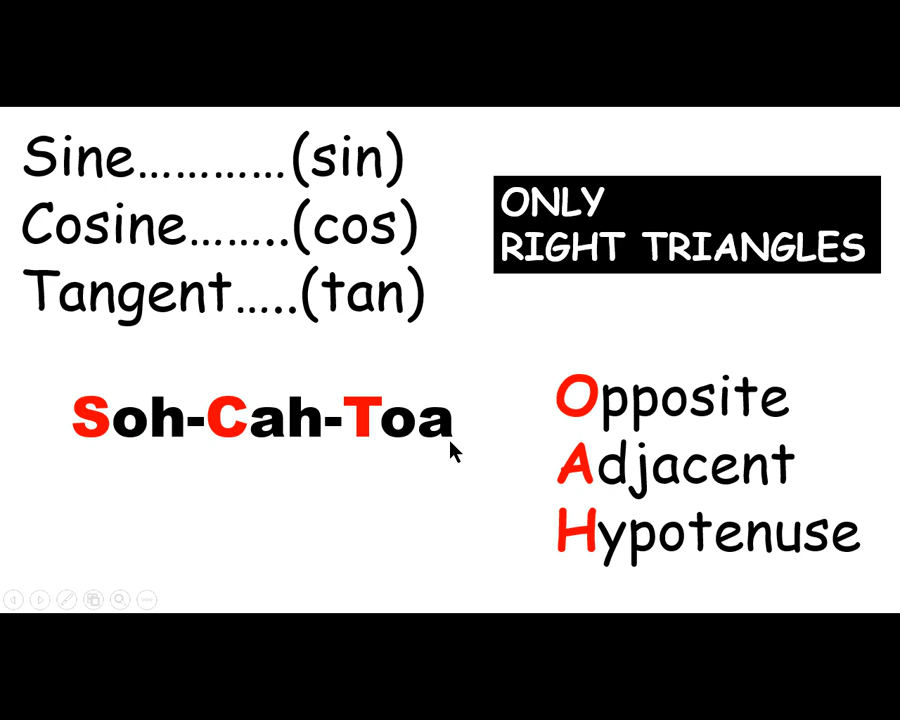 Sine…………(sin)
Cosine……..(cos)
Tangent…..(tan)
ONLY
RIGHT TRIANGLES
Soh-Cah-Toa
Opposite
Adjacent
Hypotenuse